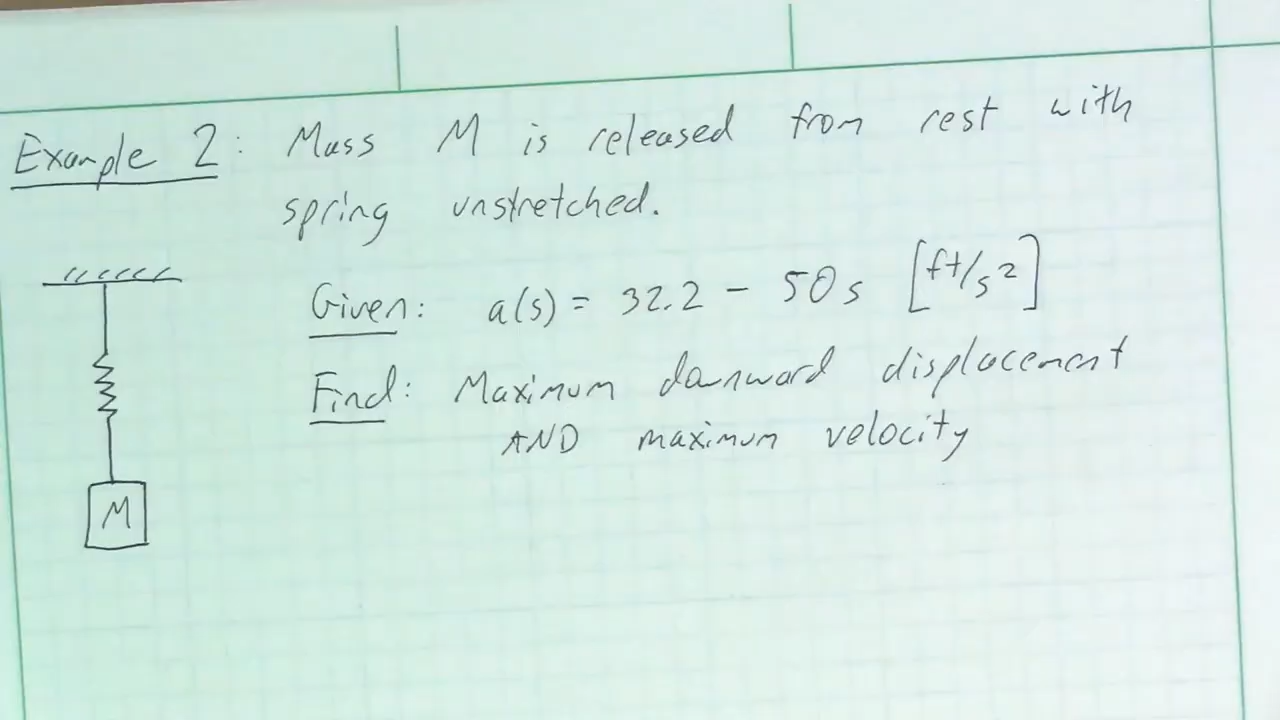 Example 2: Mass M is released from rest with
spring unstretched.
Given: a(s) = 32.2 - 50s [ft/s²]
Find: Maximum downward displacement
AND maximum velocity
M